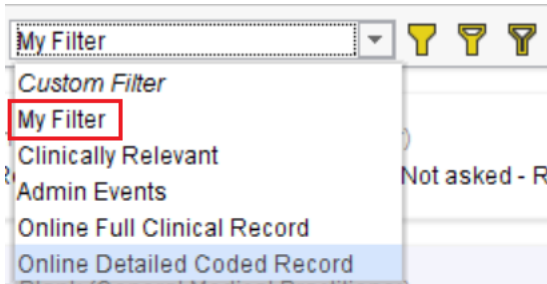 My Filter
Custom Filter
My Filter
Clinically Relevant
Admin Events
Online Full Clinical Record
Not asked - R
Online Detailed Coded Record